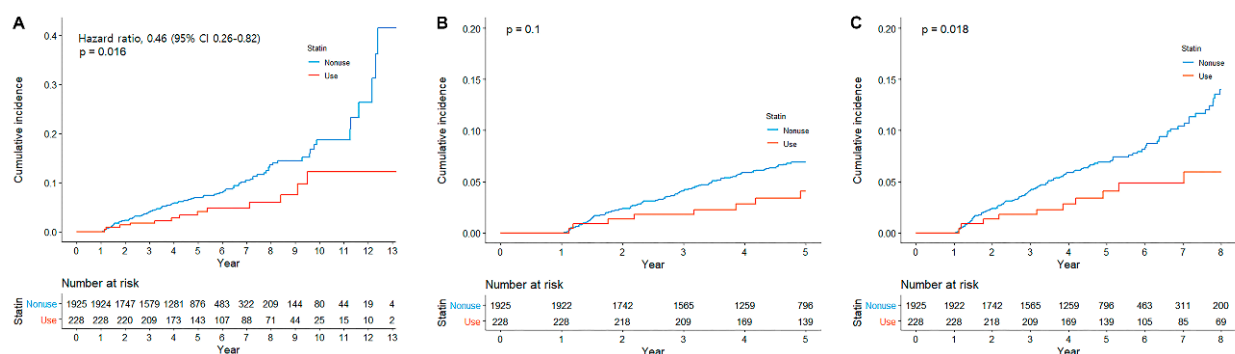 A
Hazard ratio, 0.46 (95% CI 0.26-0.82)
p = 0.016
Statin
Nonuse
Use
Cumulative incidence
0.4
0.3
0.2
0.1
0.0
0 1 2 3 4 5 6 7 8 9 10 11 12 13
Year
Number at risk
Statin
Nonuse 1925 1924 1747 1579 1281 876 483 322 209 144 80 44 19 4
Use 228 228 220 209 173 143 107 88 71 44 25 15 10 2
0 1 2 3 4 5 6 7 8 9 10 11 12 13
Year
B
p = 0.1
Statin
Nonuse
Use
Cumulative incidence
0.20
0.15
0.10
0.05
0.00
0 1 2 3 4 5
Year
Number at risk
Statin
Nonuse 1925 1922 1742 1565 1259 796
Use 228 228 218 209 169 139
0 1 2 3 4 5
Year
C
p = 0.018
Statin
Nonuse
Use
Cumulative incidence
0.20
0.15
0.10
0.05
0.00
0 1 2 3 4 5 6 7 8
Year
Number at risk
Statin
Nonuse 1925 1922 1742 1565 1259 796 463 311 200
Use 228 228 218 209 169 139 105 85 69
0 1 2 3 4 5 6 7 8
Year